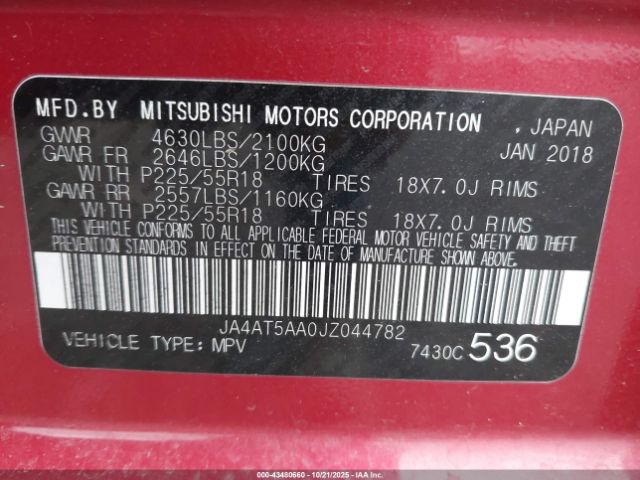 MFD.BY MITSUBISHI MOTORS CORPORATION , JAPAN
GVWR 4630LBS/2100KG JAN 2018
GAWR FR 2646LBS/1200KG
WITH P225/55R18 TIRES 18X7.0J RIMS
GAWR RR 2557LBS/1160KG
WITH P225/55R18 TIRES 18X7.0J RIMS
THIS VEHICLE CONFORMS TO ALL APPLICABLE FEDERAL MOTOR VEHICLE SAFETY AND THEFT
PREVENTION STANDARDS IN EFFECT ON THE DATE OF MANUFACTURE SHOWN ABOVE.
JA4AT5AA0JZ044782
VEHICLE TYPE: MPV 7430C 536
000-43480660 - 10/21/2025 - IAA